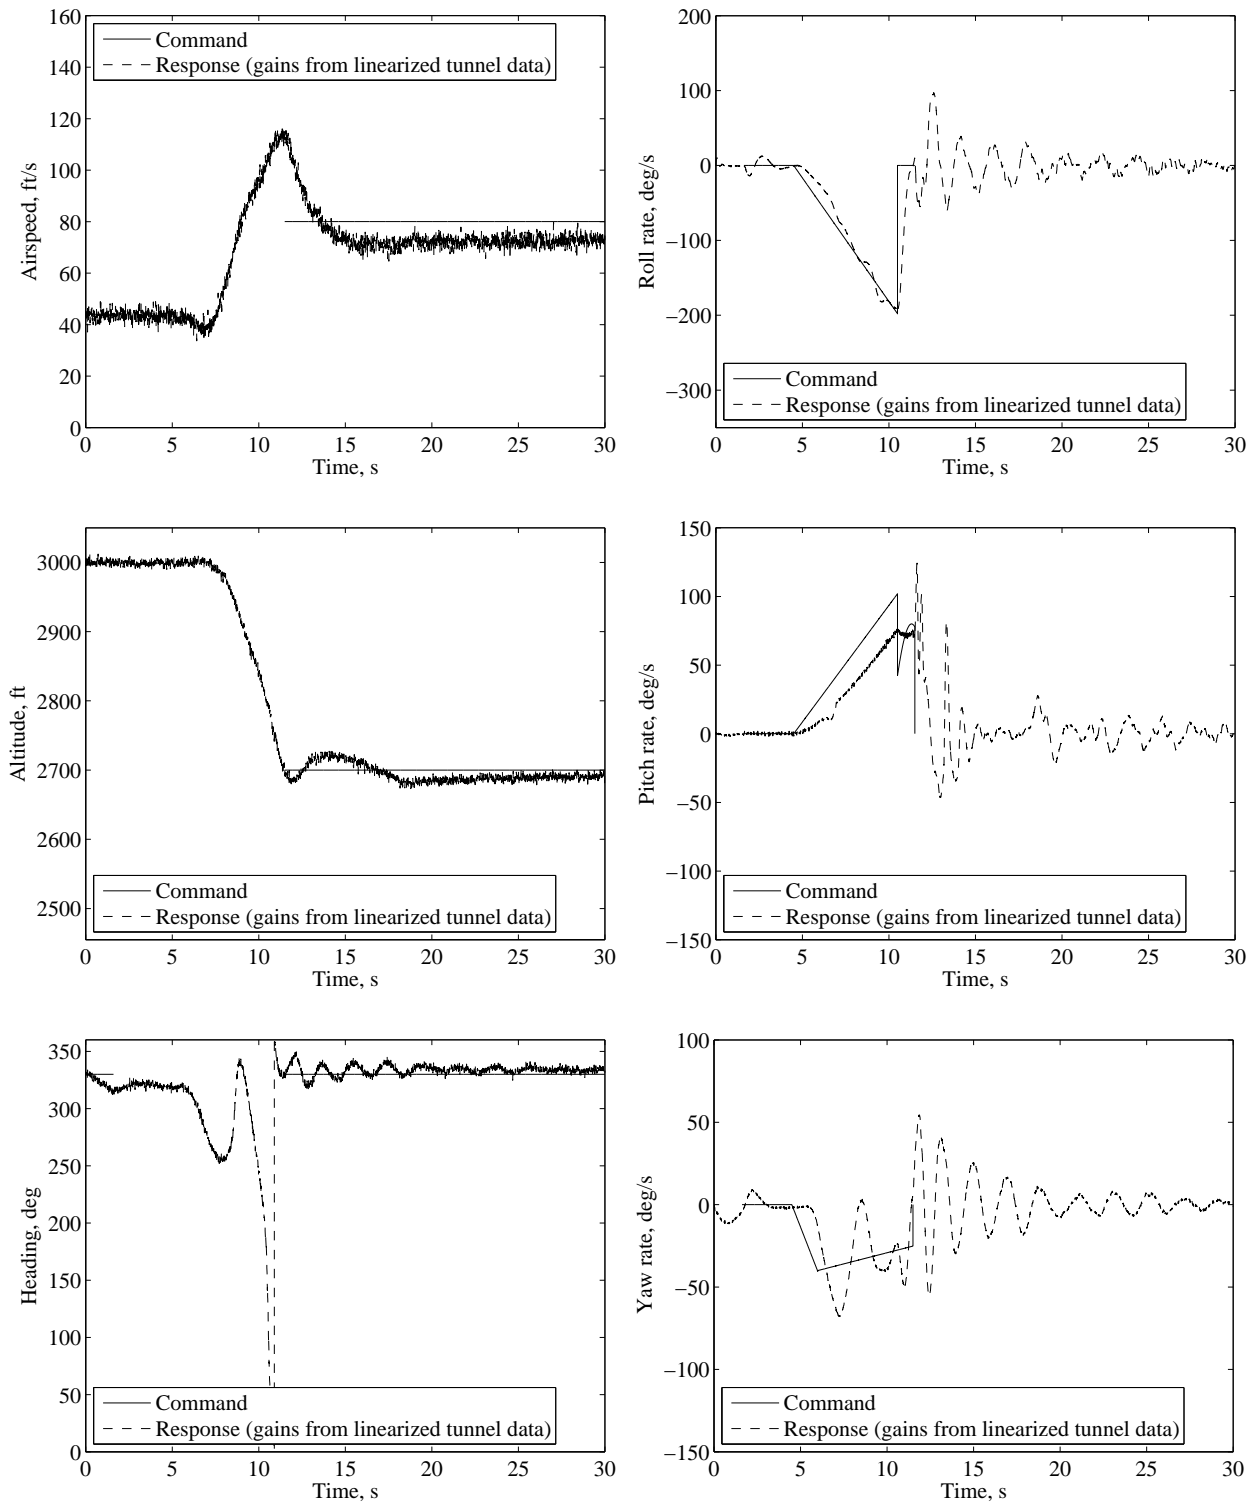 160
140
120
100
80
60
40
20
0
Airspeed, ft/s
Command
Response (gains from linearized tunnel data)
0 5 10 15 20 25 30
Time, s
200
100
0
−100
−200
−300
Roll rate, deg/s
Command
Response (gains from linearized tunnel data)
0 5 10 15 20 25 30
Time, s
3000
2900
2800
2700
2600
2500
Altitude, ft
Command
Response (gains from linearized tunnel data)
0 5 10 15 20 25 30
Time, s
150
100
50
0
−50
−100
−150
Pitch rate, deg/s
Command
Response (gains from linearized tunnel data)
0 5 10 15 20 25 30
Time, s
350
300
250
200
150
100
50
0
Heading, deg
Command
Response (gains from linearized tunnel data)
0 5 10 15 20 25 30
Time, s
100
50
0
−50
−100
−150
Yaw rate, deg/s
Command
Response (gains from linearized tunnel data)
0 5 10 15 20 25 30
Time, s